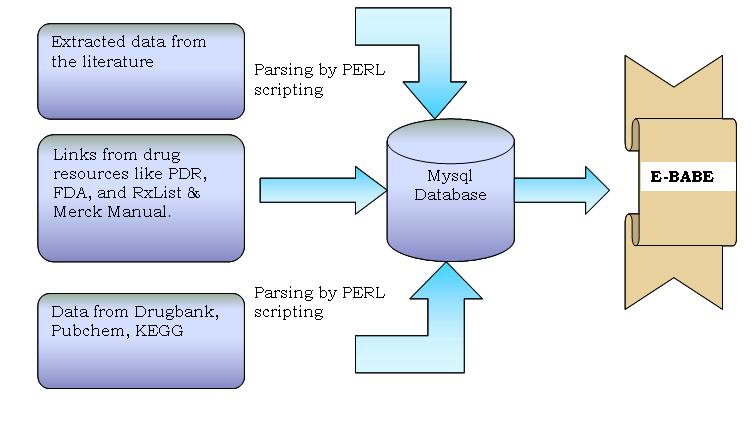 Extracted data from
the literature
Parsing by PERL
scripting
Links from drug
resources like PDR,
FDA, and RxList &
Merck Manual.
Mysql
Database
E-BABE
Data from Drugbank,
Pubchem, KEGG
Parsing by PERL
scripting